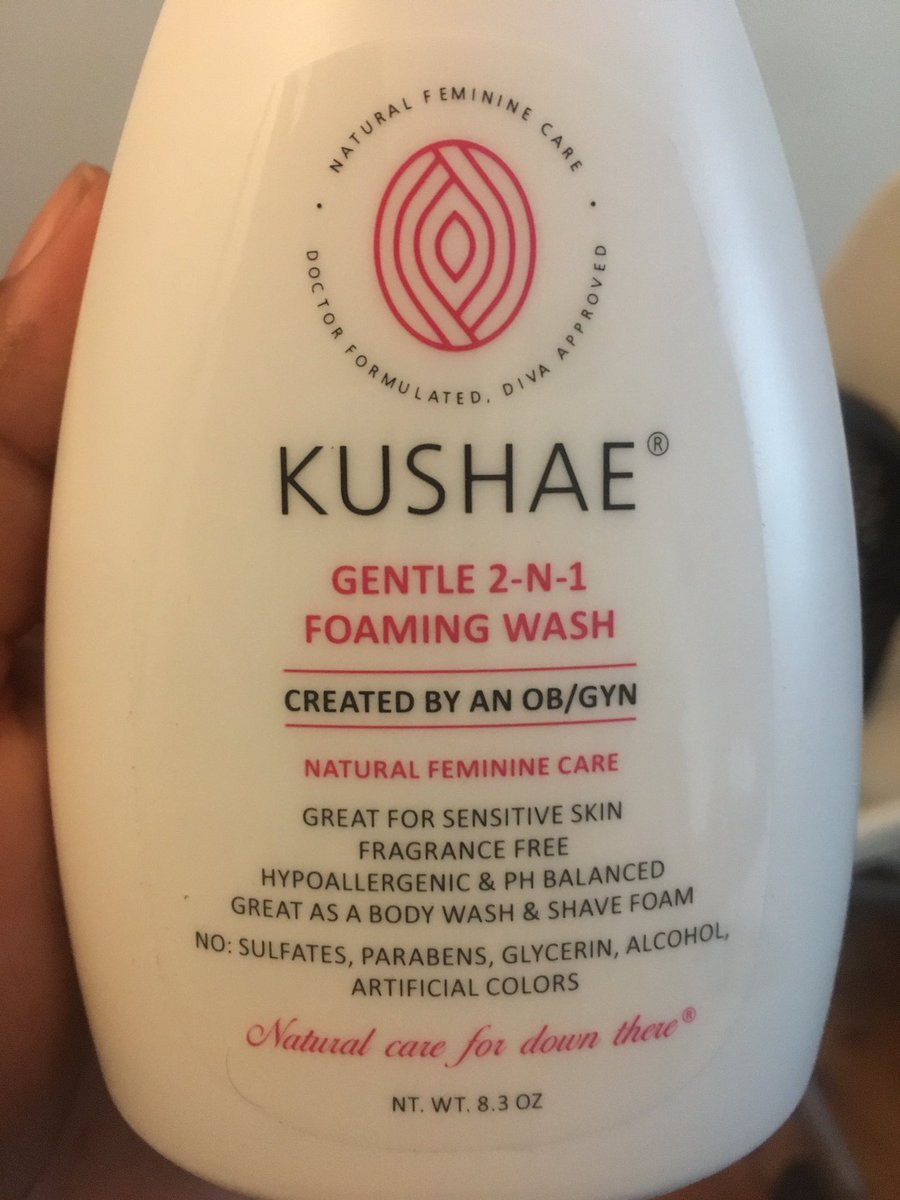 NATURAL FEMININE CARE
DOCTOR FORMULATED, DIVA APPROVED
KUSHAE®
GENTLE 2-N-1
FOAMING WASH
CREATED BY AN OB/GYN
NATURAL FEMININE CARE
GREAT FOR SENSITIVE SKIN
FRAGRANCE FREE
HYPOALLERGENIC & PH BALANCED
GREAT AS A BODY WASH & SHAVE FOAM
NO: SULFATES, PARABENS, GLYCERIN, ALCOHOL,
ARTIFICIAL COLORS
Natural care for down there®
NT. WT. 8.3 OZ